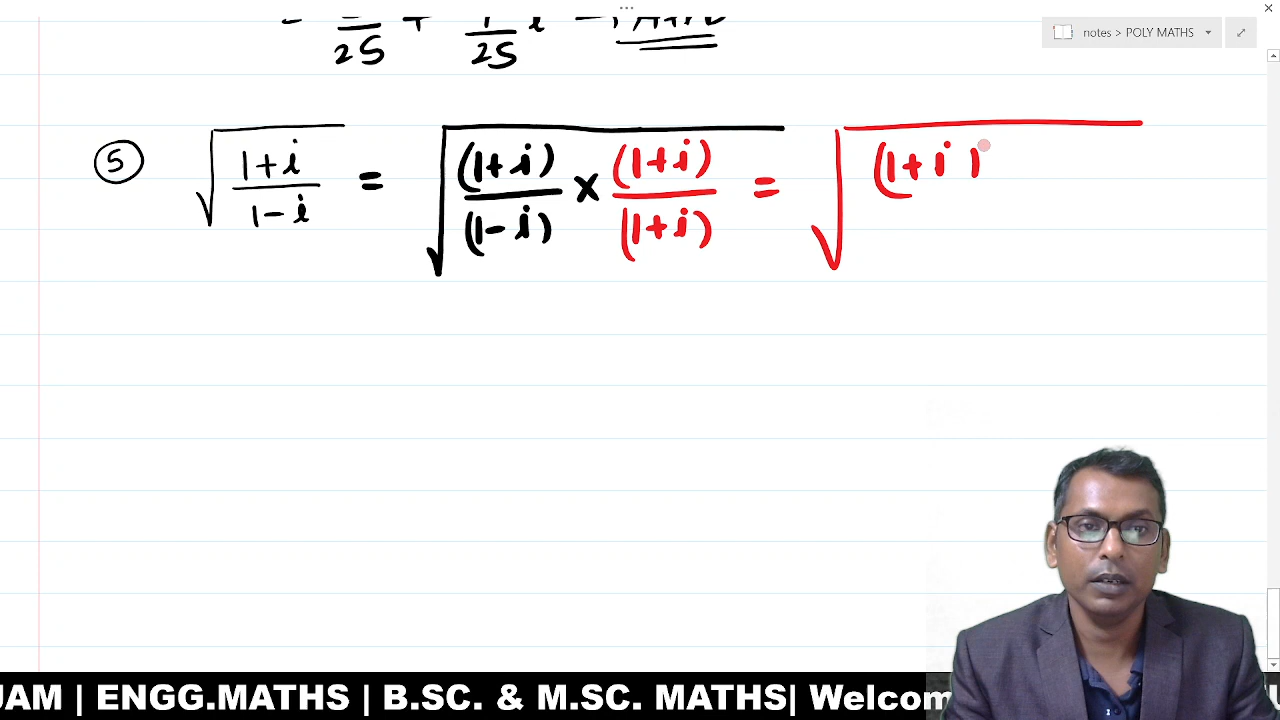 notes > POLY MATHS
25 + 25 i
⑤ √((1+i)/(1-i)) = √((1+i)/(1-i) × (1+i)/(1+i)) = √((1+i)
JAM | ENGG.MATHS | B.SC. & M.SC. MATHS| Welcom